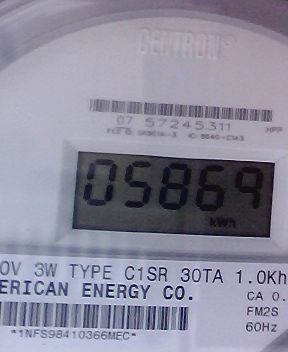 CENTRON
07 57245311
HPP
05869
kWh
0V 3W TYPE C1SR 30TA 1.0Kh
ERICAN ENERGY CO.
CA 0.
FM2S
60Hz
*1NFS98410366MEC*